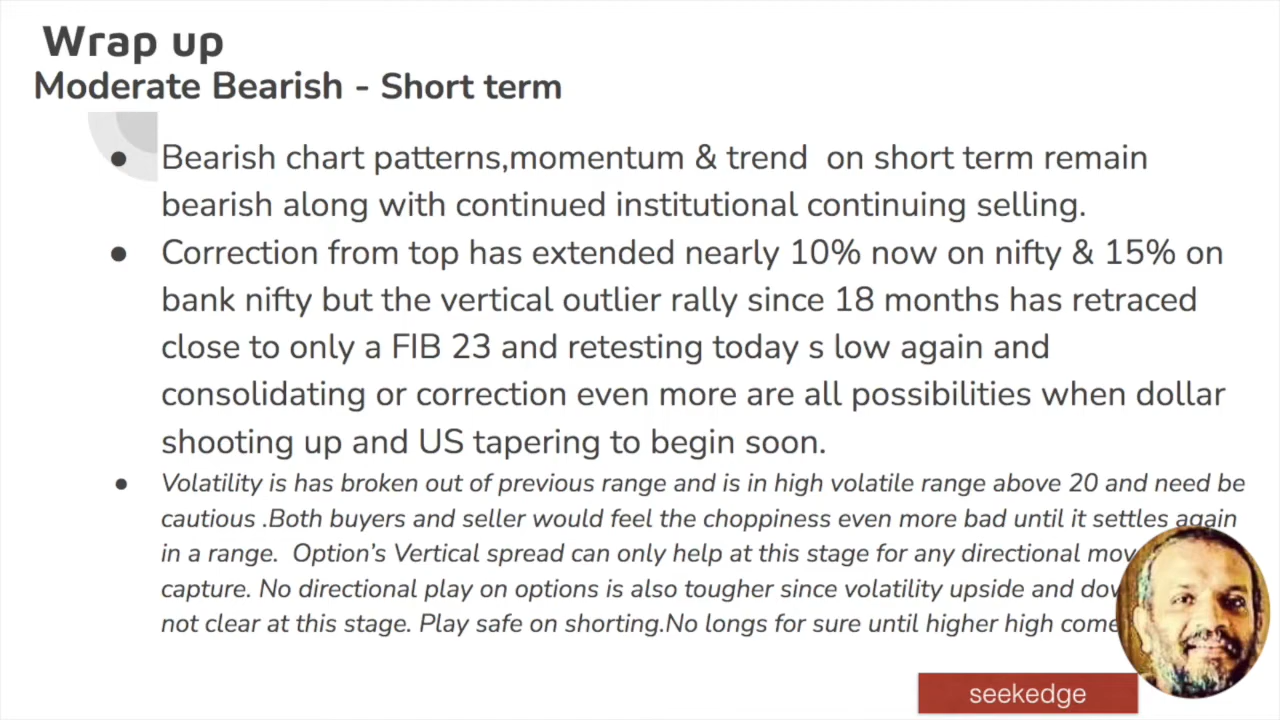 Wrap up
Moderate Bearish - Short term
● Bearish chart patterns,momentum & trend on short term remain
bearish along with continued institutional continuing selling.
● Correction from top has extended nearly 10% now on nifty & 15% on
bank nifty but the vertical outlier rally since 18 months has retraced
close to only a FIB 23 and retesting today s low again and
consolidating or correction even more are all possibilities when dollar
shooting up and US tapering to begin soon.
● Volatility is has broken out of previous range and is in high volatile range above 20 and need be
cautious .Both buyers and seller would feel the choppiness even more bad until it settles again
in a range. Option’s Vertical spread can only help at this stage for any directional
capture. No directional play on options is also tougher since volatility upside and
not clear at this stage. Play safe on shorting.No longs for sure until higher high
seekedge